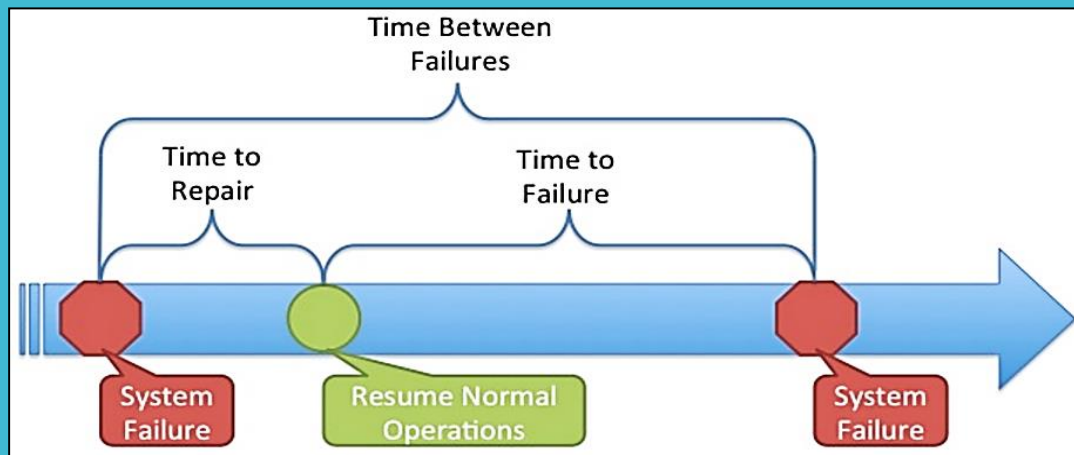 Time Between
Failures
Time to
Repair
Time to
Failure
System
Failure
Resume Normal
Operations
System
Failure